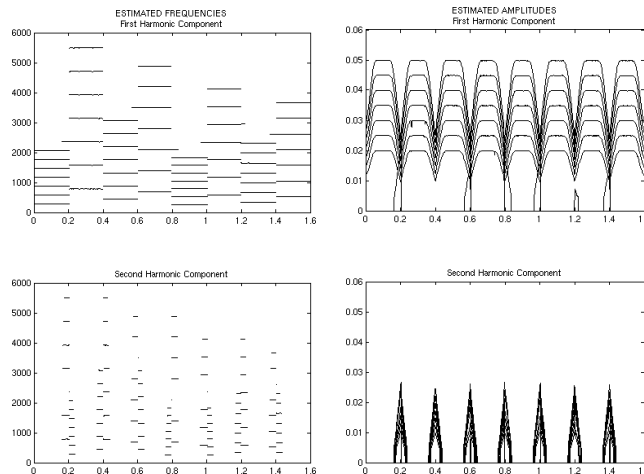 ESTIMATED FREQUENCIES
First Harmonic Component
6000
5000
4000
3000
2000
1000
0
0 0.2 0.4 0.6 0.8 1 1.2 1.4 1.6
ESTIMATED AMPLITUDES
First Harmonic Component
0.06
0.05
0.04
0.03
0.02
0.01
0
0 0.2 0.4 0.6 0.8 1 1.2 1.4 1.6
Second Harmonic Component
6000
5000
4000
3000
2000
1000
0
0 0.2 0.4 0.6 0.8 1 1.2 1.4 1.6
Second Harmonic Component
0.06
0.05
0.04
0.03
0.02
0.01
0
0 0.2 0.4 0.6 0.8 1 1.2 1.4 1.6